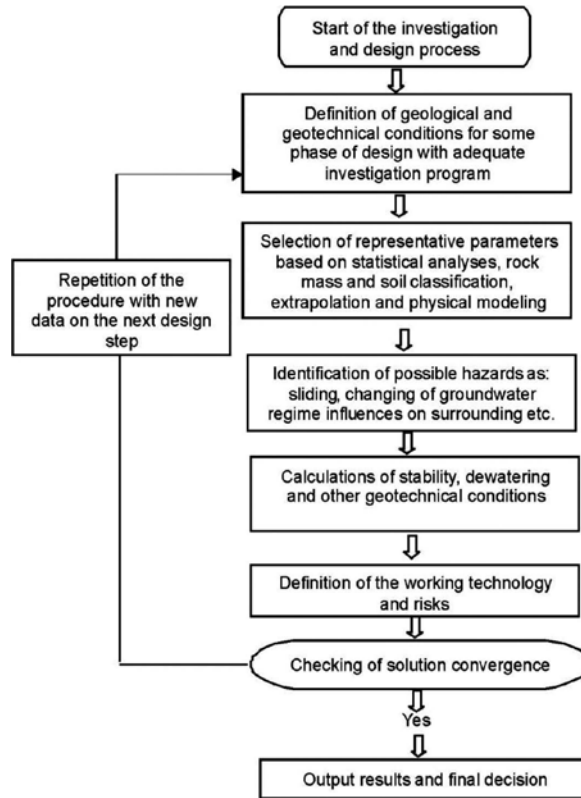 Start of the investigation
and design process
Definition of geological and
geotechnical conditions for some
phase of design with adequate
investigation program
Selection of representative parameters
based on statistical analyses, rock
mass and soil classification,
extrapolation and physical modeling
Repetition of the
procedure with new
data on the next design
step
Identification of possible hazards as:
sliding, changing of groundwater
regime influences on surrounding etc.
Calculations of stability, dewatering
and other geotechnical conditions
Definition of the working technology
and risks
Checking of solution convergence
Yes
Output results and final decision